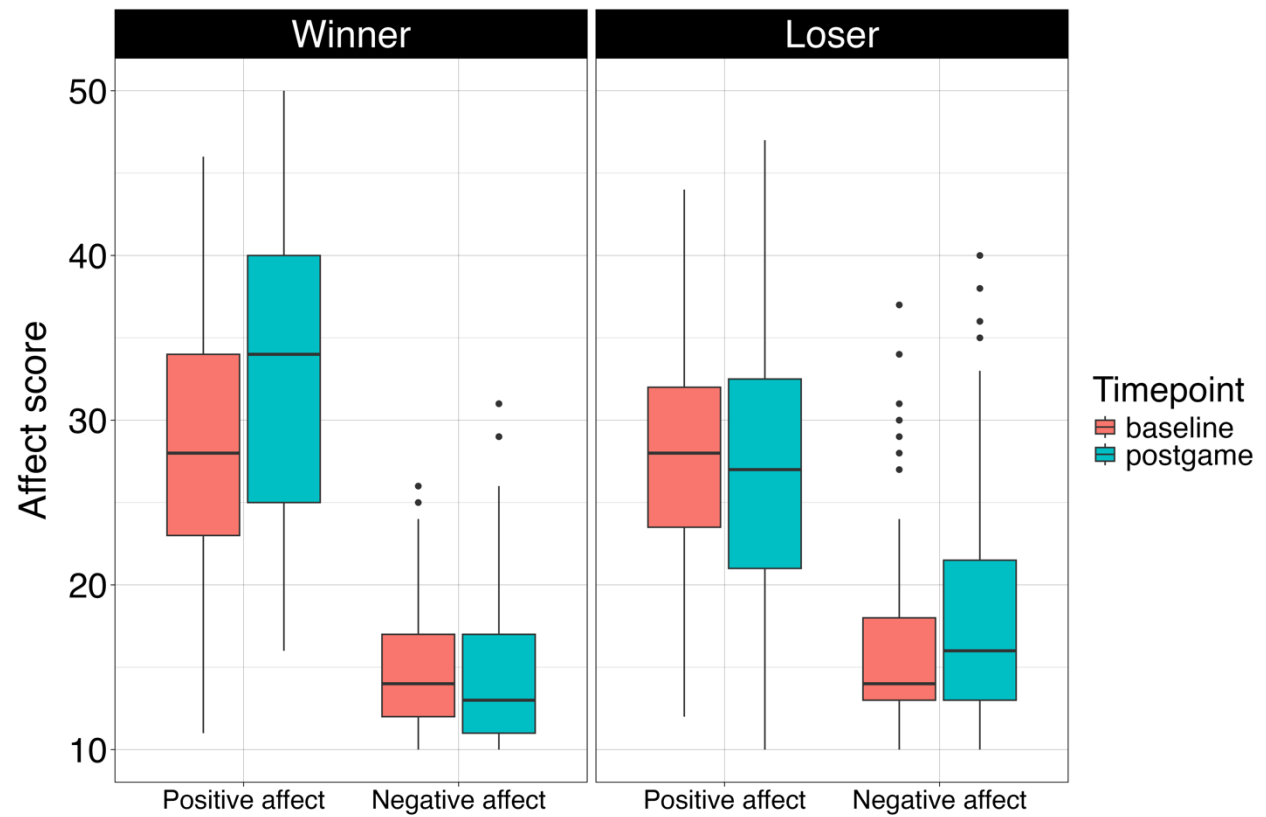 Winner
Loser
Affect score
50
40
30
20
10
Positive affect
Negative affect
Positive affect
Negative affect
Timepoint
baseline
postgame